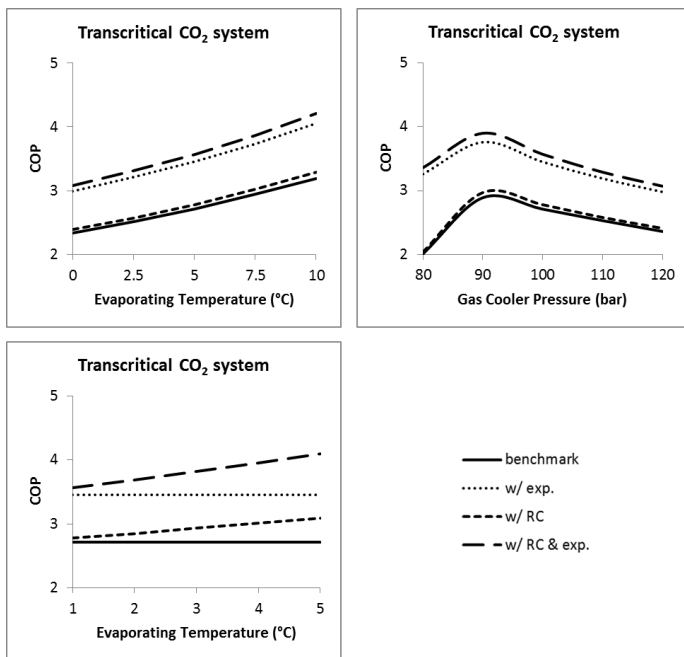 Transcritical CO₂ system
5
4
3
2
COP
0 2.5 5 7.5 10
Evaporating Temperature (°C)
Transcritical CO₂ system
5
4
3
2
COP
80 90 100 110 120
Gas Cooler Pressure (bar)
Transcritical CO₂ system
5
4
3
2
COP
1 2 3 4 5
Evaporating Temperature (°C)
benchmark
w/ exp.
w/ RC
w/ RC & exp.